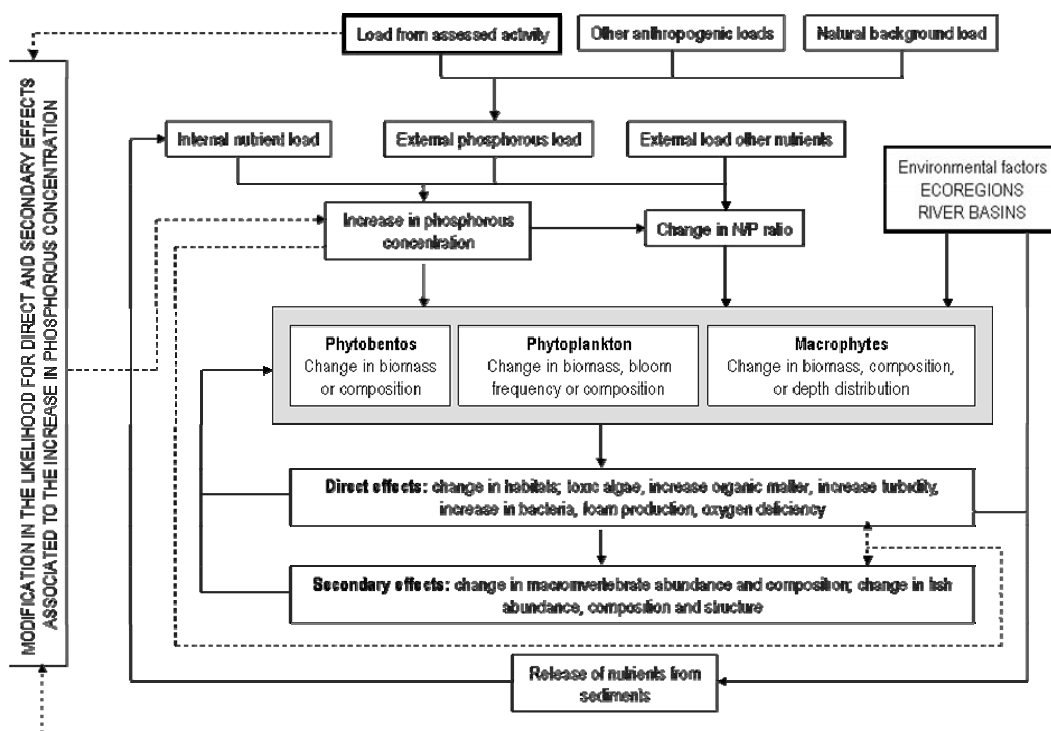 Load from assessed activity
Other anthropogenic loads
Natural background load
MODIFICATION IN THE LIKELIHOOD FOR DIRECT AND SECONDARY EFFECTS
ASSOCIATED TO THE INCREASE IN PHOSPHOROUS CONCENTRATION
Internal nutrient load
External phosphorous load
External load other nutrients
Environmental factors
ECOREGIONS
RIVER BASINS
Increase in phosphorous
concentration
Change in N/P ratio
Phytobentos
Change in biomass
or composition
Phytoplankton
Change in biomass, bloom
frequency or composition
Macrophytes
Change in biomass, composition,
or depth distribution
Direct effects: change in habitats; toxic algae, increase organic matter, increase turbidity,
increase in bacteria, foam production, oxygen deficiency
Secondary effects: change in macroinvertebrate abundance and composition; change in fish
abundance, composition and structure
Release of nutrients from
sediments